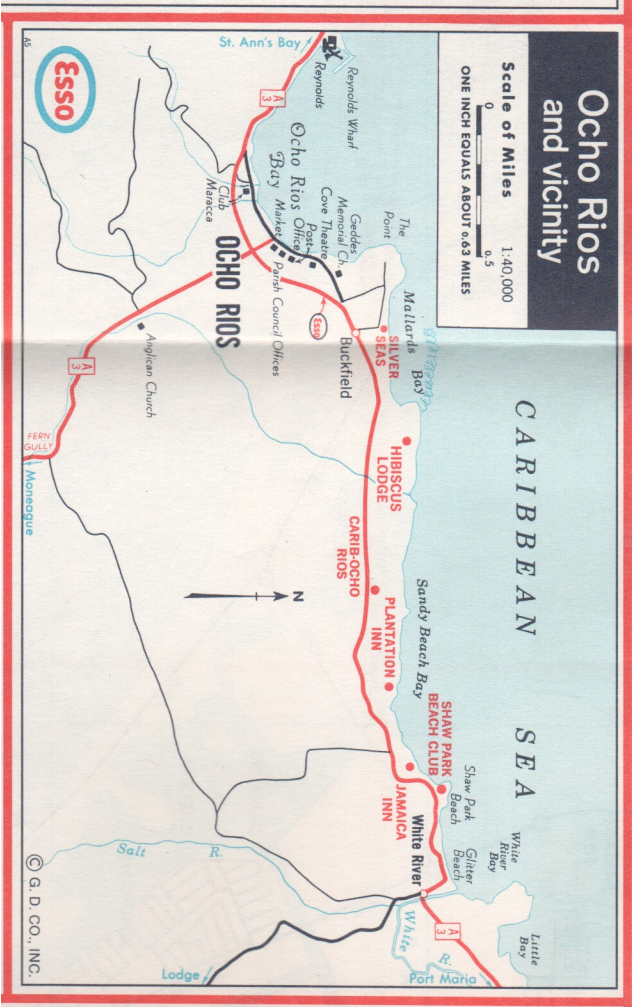 Ocho Rios
and vicinity
Scale of Miles 1:40,000
0 0.5
ONE INCH EQUALS ABOUT 0.63 MILES
CARIBBEAN SEA
St. Ann's Bay
Reynolds Wharf
Reynolds
A
3
Ocho Rios
Bay
Club
Maracca
The
Point
Geddes
Memorial Ch.
Cove Theatre
Post
Office
Market
Parish Council Offices
OCHO RIOS
Esso
Buckfield
Mallards Bay
SILVER
SEAS
HIBISCUS
LODGE
CARIB-OCHO
RIOS
PLANTATION
INN
Sandy Beach Bay
SHAW PARK
BEACH CLUB
Shaw Park
Beach
JAMAICA
INN
White River
Glitter
Beach
White
River
Bay
Little
Bay
A
3
White R.
Port Maria
Anglican Church
A
3
FERN
GULLY
Moneague
N
Salt R.
Lodge
Esso
A5
© G. D. CO., INC.